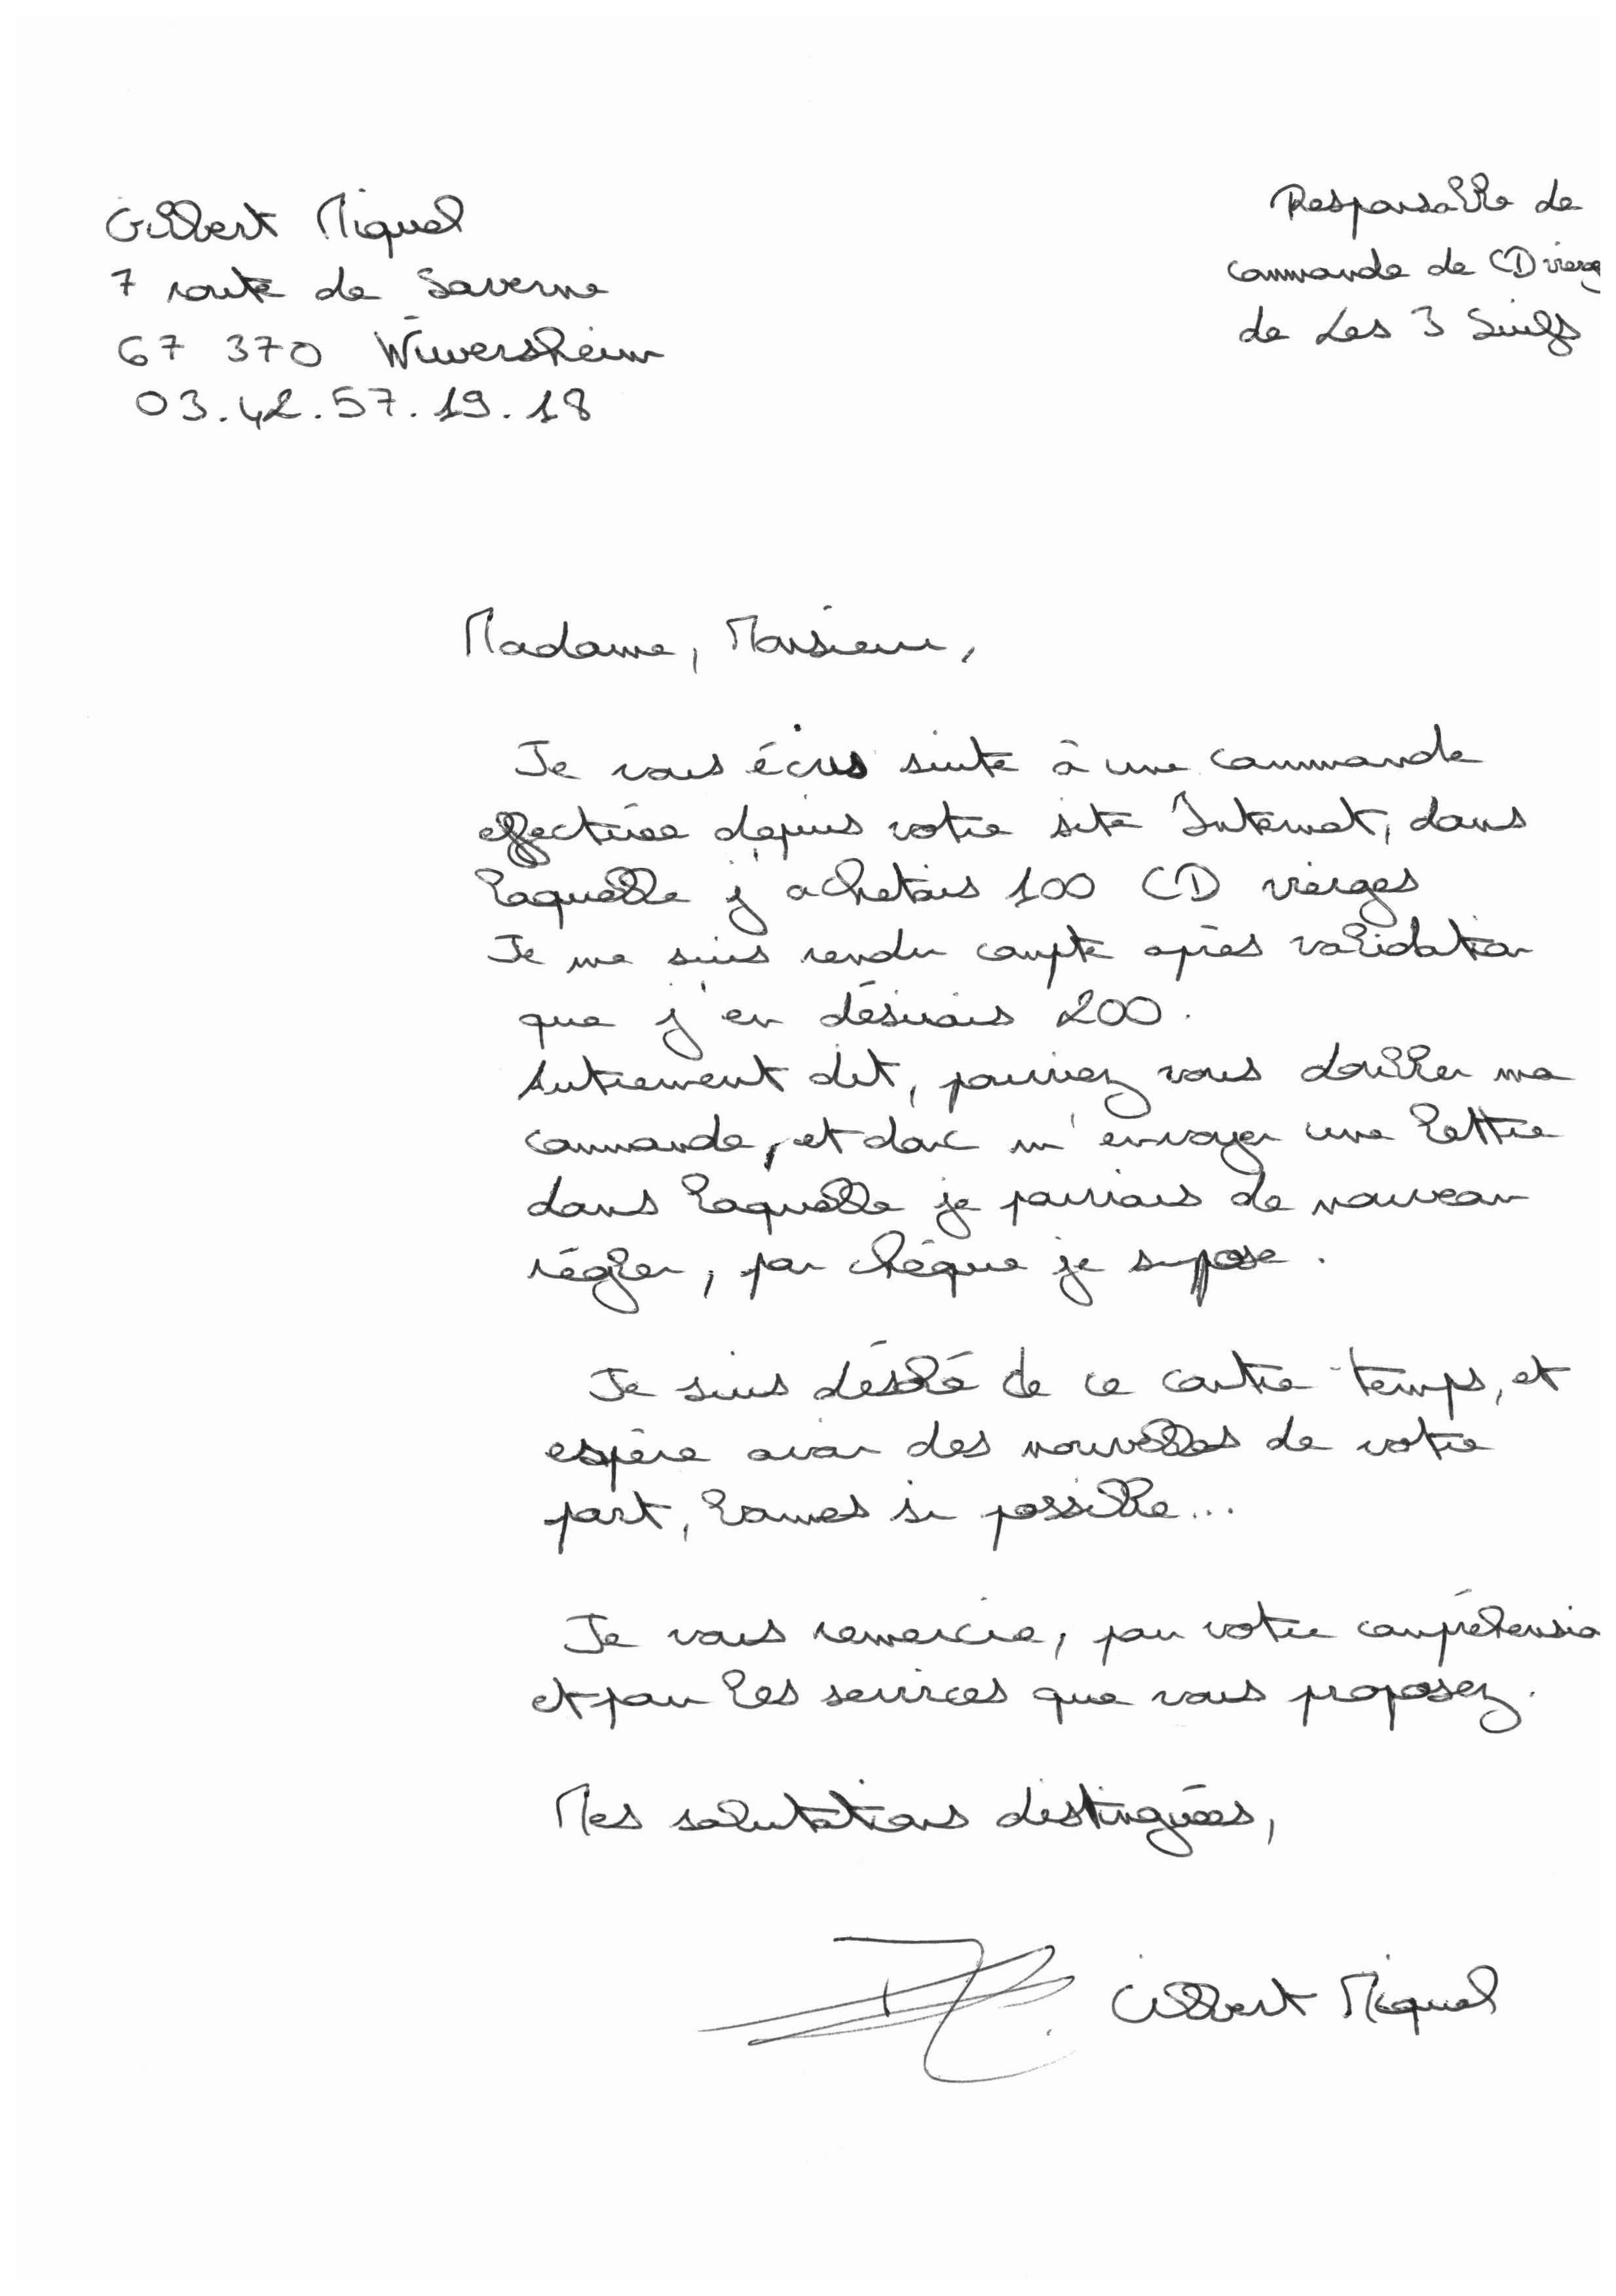 Gilbert Miquel
7 route de Saverne
67 370 Wiwersheim
03.42.57.19.18
Responsable de
commande de CD vierg
de Les 3 Suifs
Madame, Monsieur,
Je vous écris suite à une commande
effectuée depuis votre site Internet, dans
laquelle j'achetais 100 CD vierges
Je me suis rendu compte après validation
que j'en désirais 200.
Autrement dit, pourriez vous doubler ma
commande, et donc m'envoyer une lettre
dans laquelle je pourrais de nouveau
régler, par chèque je supose.
Je suis désolé de ce contre temps, et
espère avoir des nouvelles de votre
part, bonnes si possible...
Je vous remercie, pour votre compréhensio
et pour les services que vous proposez.
Mes salutations distinguées,
Gilbert Miquel